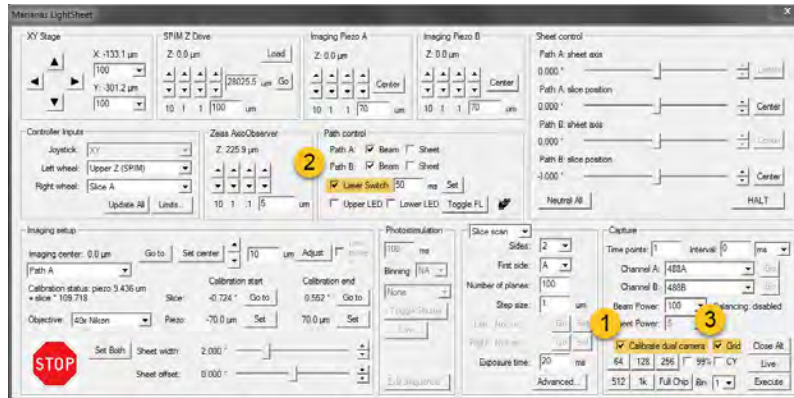 Marianas LightSheet
XY Stage
X: -133.1 µm
100
Y: -301.2 µm
100
SPIM Z Drive
Z: 0.0 µm
Load
28025.5 um Go
10 1 .1 100 um
Imaging Piezo A
Z: 0.0 µm
Center
10 1 .1 70 um
Imaging Piezo B
Z: 0.0 µm
Center
10 1 .1 70 um
Sheet control
Path A: sheet axis
0.000 °
Path A: slice position
0.000 °
Center
Path B: sheet axis
0.000 °
Path B: slice position
-1.000 °
Center
Neutral All
HALT
Controller Inputs
Joystick: XY
Left wheel: Upper Z (SPIM)
Right wheel: Slice A
Update All
Limits...
Zeiss AxioObserver
Z: 225.9 µm
10 1 .1 5 um
2
Path control
Path A: Beam Sheet
Path B: Beam Sheet
Laser Switch 50 ms Set
Upper LED Lower LED Toggle FL
Imaging setup
Imaging center: 0.0 µm
Go to
Set center
10 um
Adjust
Path A
Calibration status: piezo 9.436 um
+ slice * 109.718
Calibration start
Calibration end
Slice: -0.724 ° Go to 0.552 ° Go to
Objective: 40x Nikon
Piezo: -70.0 µm Set 70.0 µm Set
STOP
Set Both
Sheet width: 2.000 °
Sheet offset: 0.000 °
Photostimulation
100 ms
Binning NA
None
Toggle Shutter
Live
Edit Sequence
Slice scan
Sides: 2
First side: A
Number of planes: 100
Step size: 1 um
Exposure time: 20 ms
Advanced...
Capture
Time points: 1 Interval: 0 ms
Channel A: 488A Go
Channel B: 488B Go
Beam Power: 100 Balancing: disabled
1
Sheet Power: 5
3
Calibrate dual camera
Grid
Close All
64 128 256 99% CY Live
512 1k Full Chip Bin 1 Execute